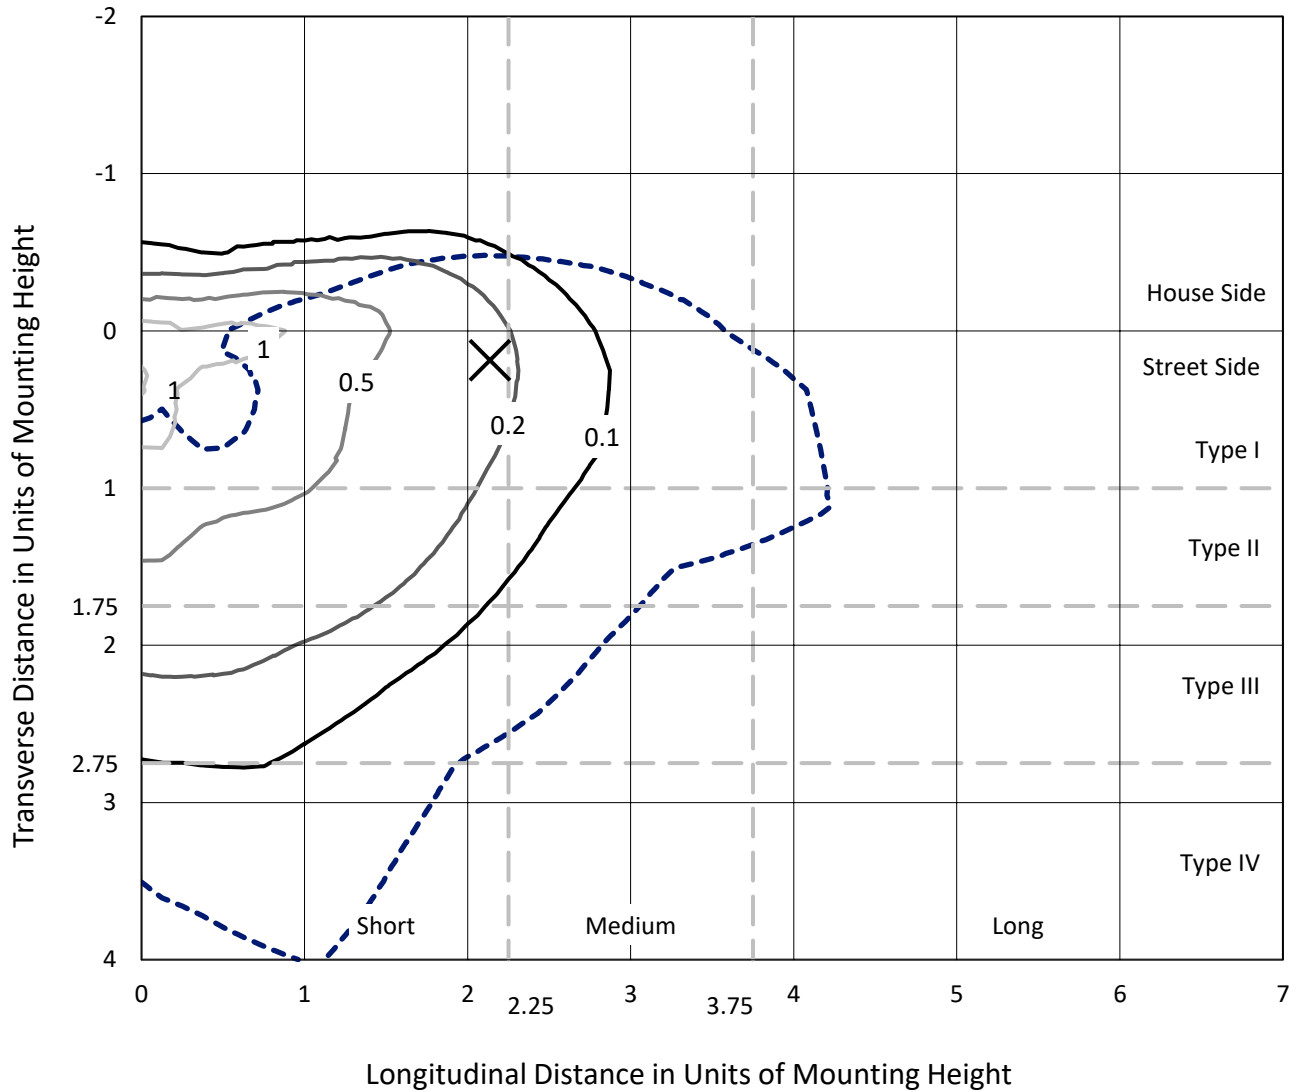 -2
-1
0
1
1.75
2
2.75
3
4
Transverse Distance in Units of Mounting Height
House Side
Street Side
Type I
Type II
Type III
Type IV
1
1
0.5
0.2
0.1
Short
Medium
Long
0
1
2
2.25
3
3.75
4
5
6
7
Longitudinal Distance in Units of Mounting Height